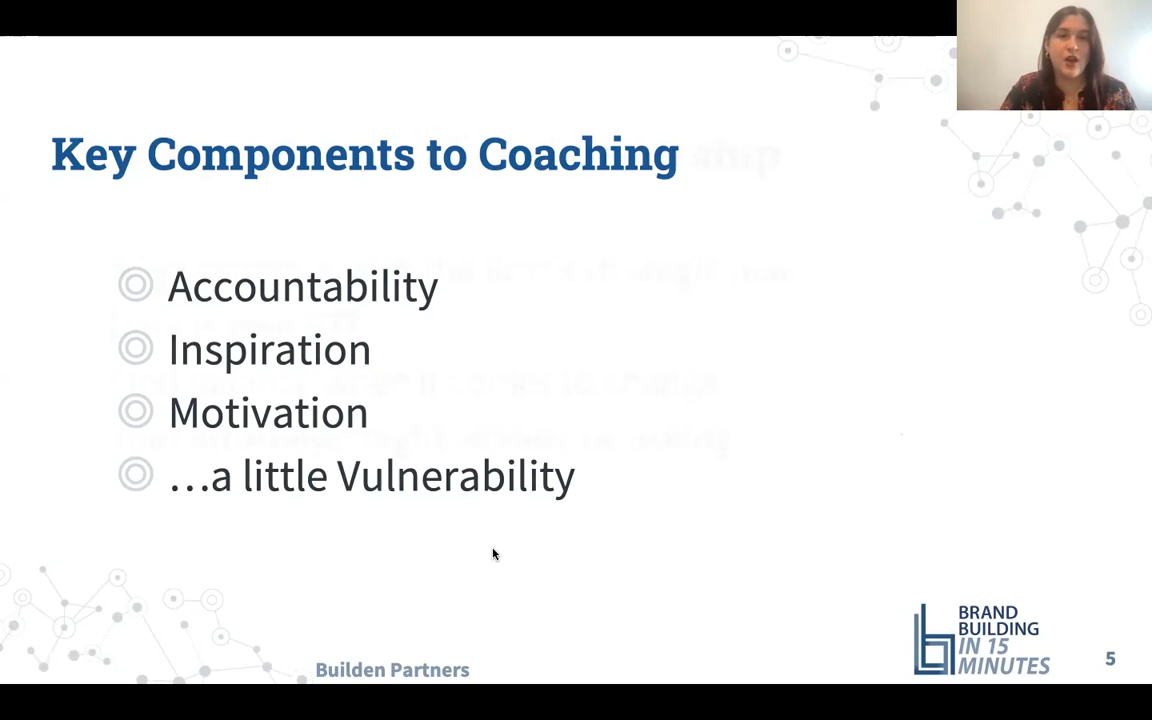 Key Components to Coaching
Accountability
Inspiration
Motivation
…a little Vulnerability
Builden Partners
BRAND
BUILDING
IN 15
MINUTES
5